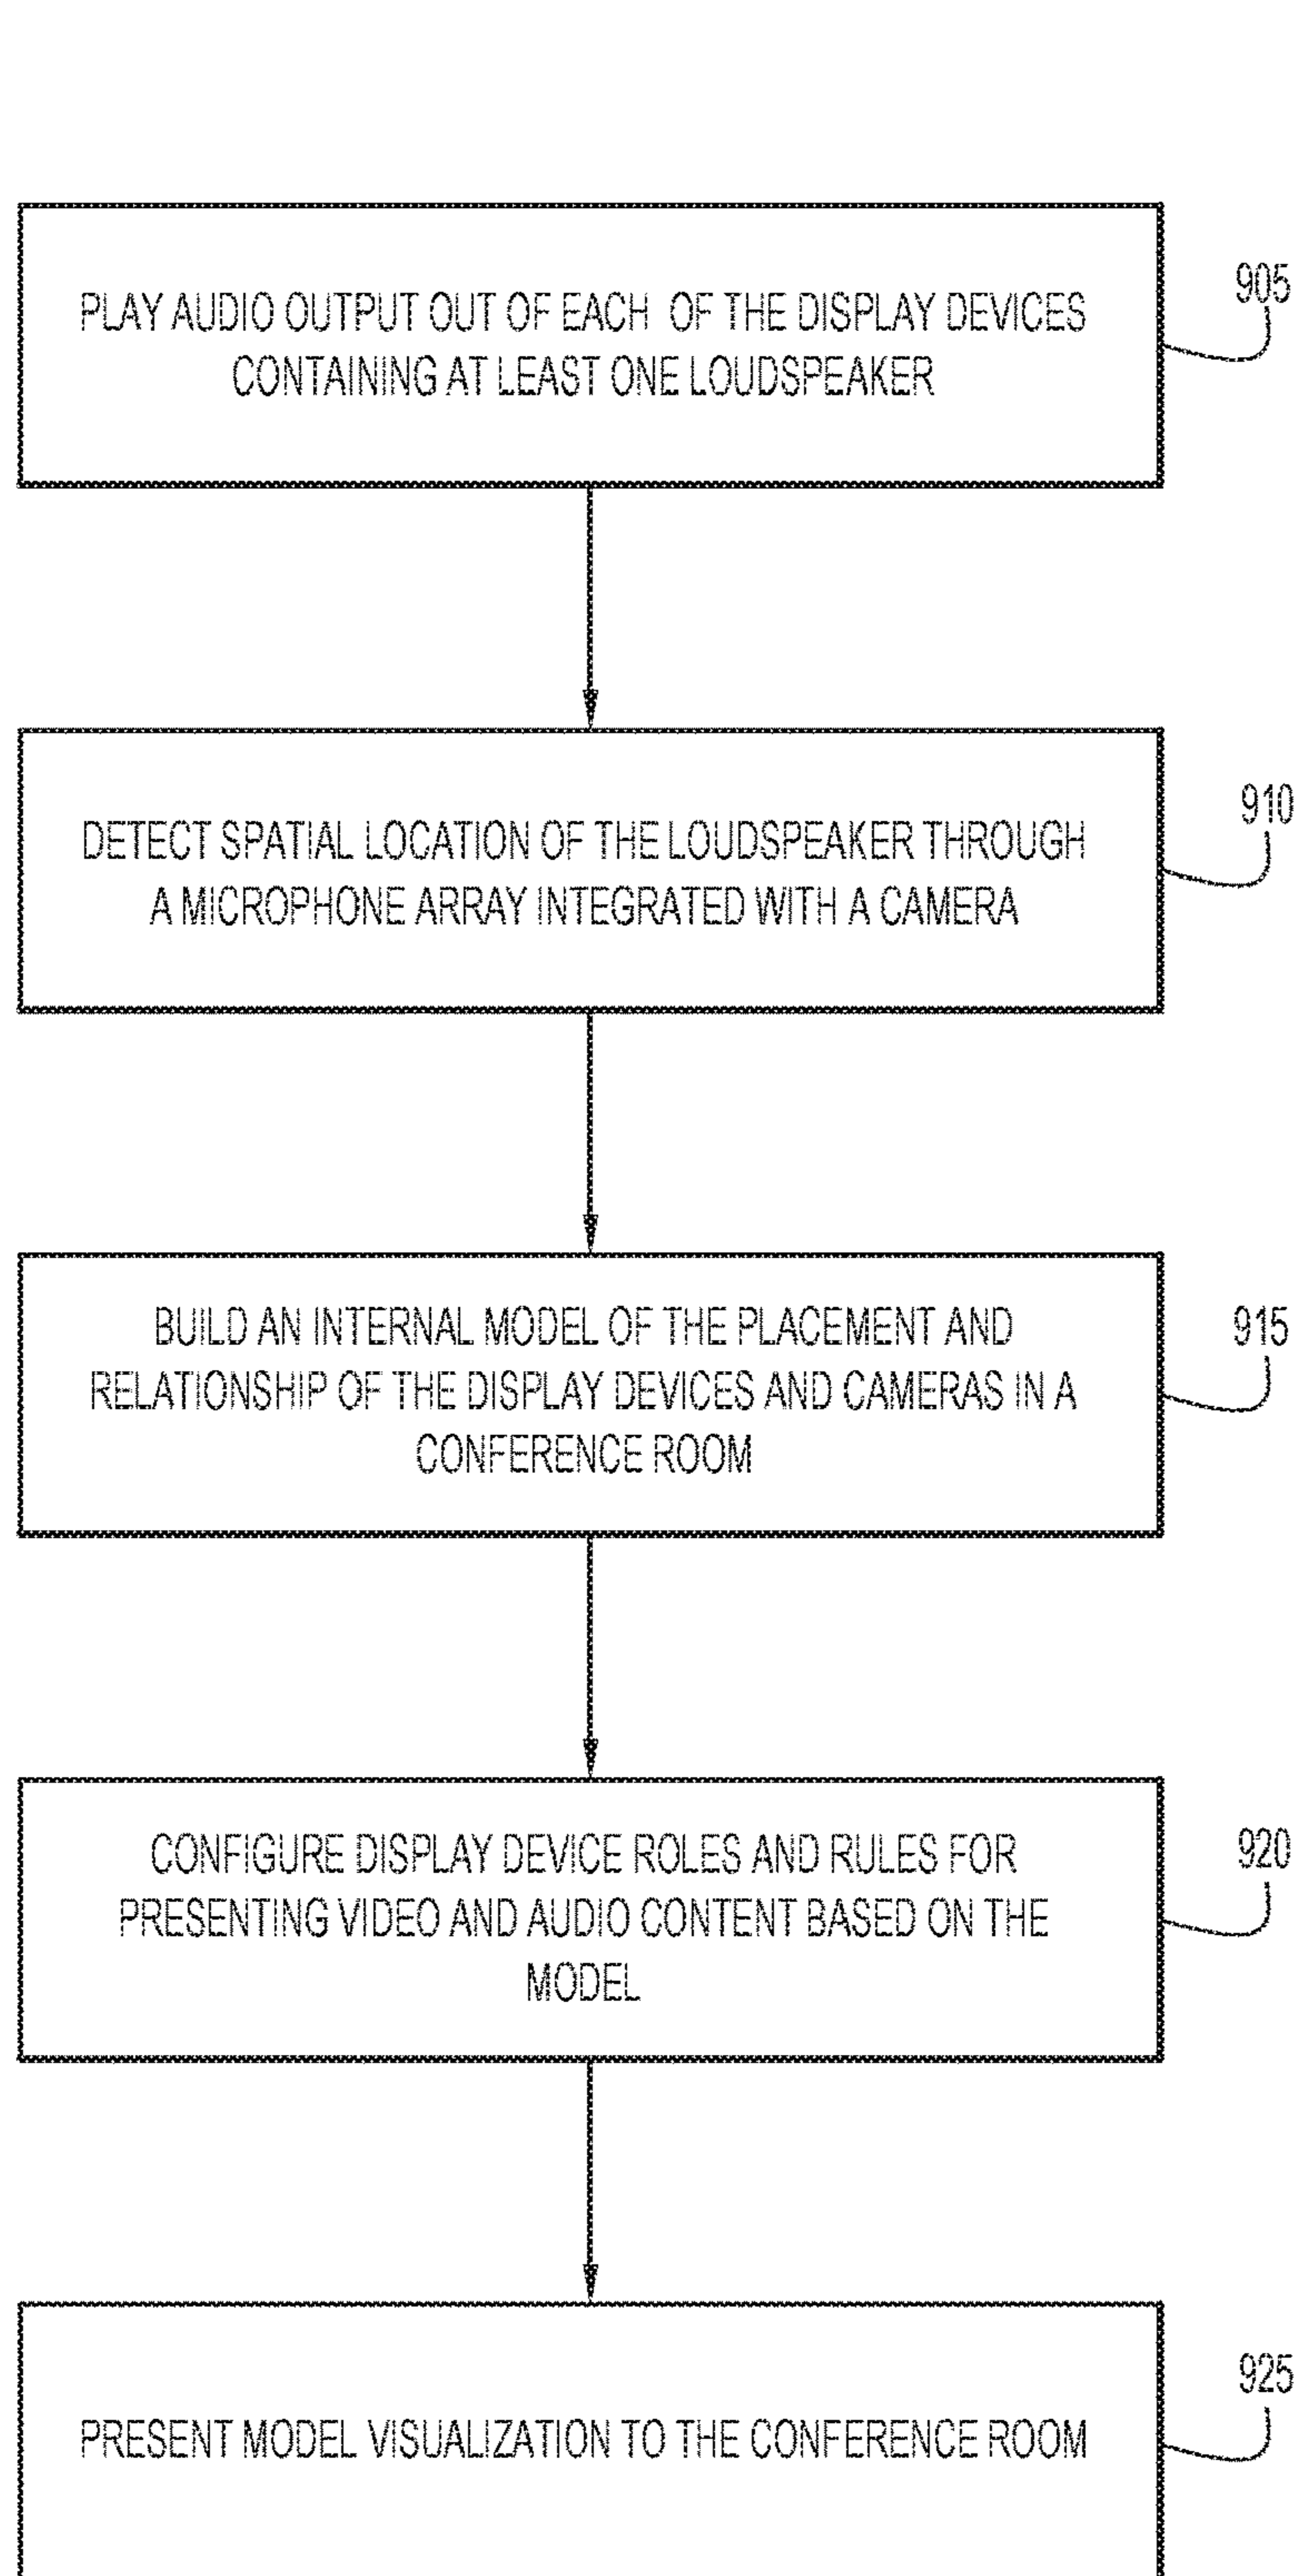 PLAY AUDIO OUTPUT OUT OF EACH OF THE DISPLAY DEVICES
CONTAINING AT LEAST ONE LOUDSPEAKER
905
DETECT SPATIAL LOCATION OF THE LOUDSPEAKER THROUGH
A MICROPHONE ARRAY INTEGRATED WITH A CAMERA
910
BUILD AN INTERNAL MODEL OF THE PLACEMENT AND
RELATIONSHIP OF THE DISPLAY DEVICES AND CAMERAS IN A
CONFERENCE ROOM
915
CONFIGURE DISPLAY DEVICE ROLES AND RULES FOR
PRESENTING VIDEO AND AUDIO CONTENT BASED ON THE
MODEL
920
PRESENT MODEL VISUALIZATION TO THE CONFERENCE ROOM
925